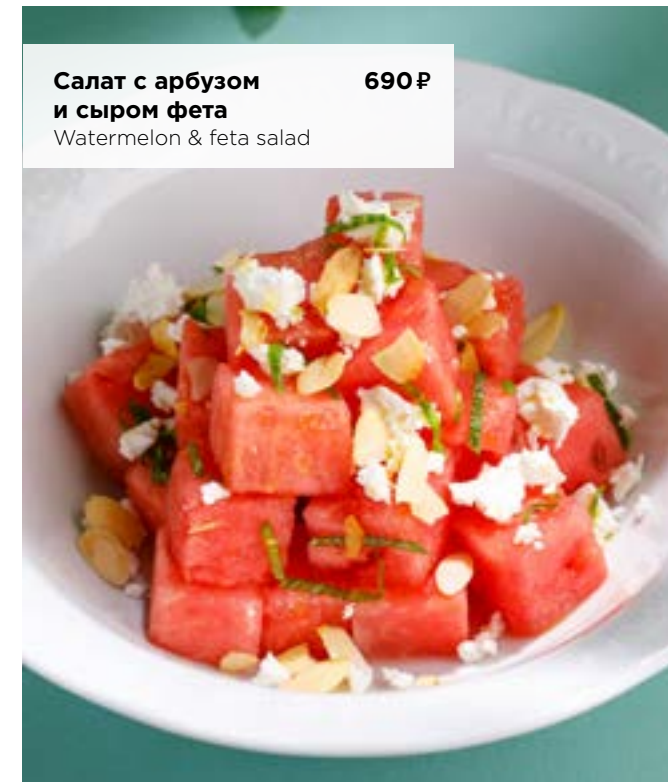 Салат с арбузом 690₽
и сыром фета
Watermelon & feta salad